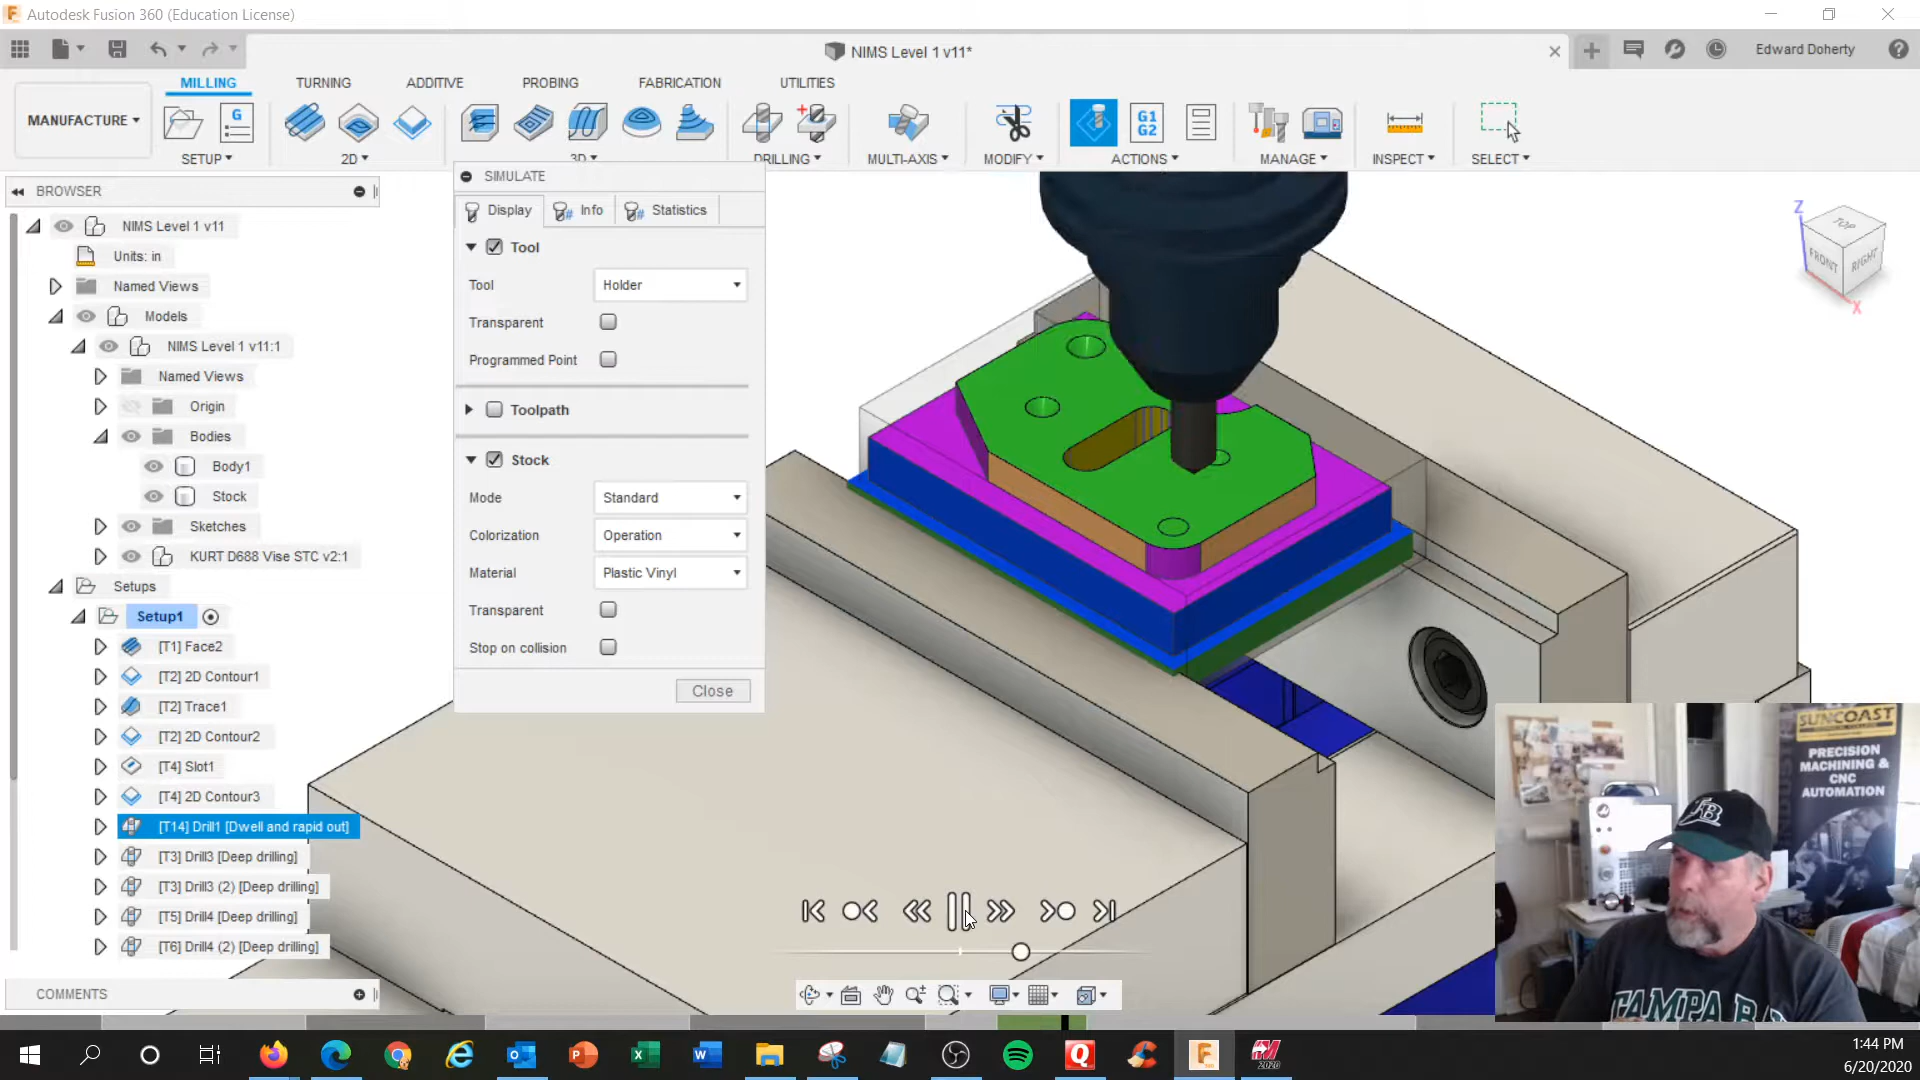 Autodesk Fusion 360 (Education License)
NIMS Level 1 v11*
Edward Doherty
MILLING
TURNING
ADDITIVE
PROBING
FABRICATION
UTILITIES
MANUFACTURE
G
G1
G2
SETUP
2D
3D
DRILLING
MULTI-AXIS
MODIFY
ACTIONS
MANAGE
INSPECT
SELECT
BROWSER
NIMS Level 1 v11
Units: in
Named Views
Models
NIMS Level 1 v11:1
Named Views
Origin
Bodies
Body1
Stock
Sketches
KURT D688 Vise STC v2:1
Setups
Setup1
[T1] Face2
[T2] 2D Contour1
[T2] Trace1
[T2] 2D Contour2
[T4] Slot1
[T4] 2D Contour3
[T14] Drill1 [Dwell and rapid out]
[T3] Drill3 [Deep drilling]
[T3] Drill3 (2) [Deep drilling]
[T5] Drill4 [Deep drilling]
[T6] Drill4 (2) [Deep drilling]
COMMENTS
SIMULATE
Display
Info
Statistics
Tool
Tool
Holder
Transparent
Programmed Point
Toolpath
Stock
Mode
Standard
Colorization
Operation
Material
Plastic Vinyl
Transparent
Stop on collision
Close
Z
TOP
FRONT
RIGHT
X
SUNCOAST
PRECISION
MACHINING &
CNC
AUTOMATION
TAMPA BA
1:44 PM
6/20/2020